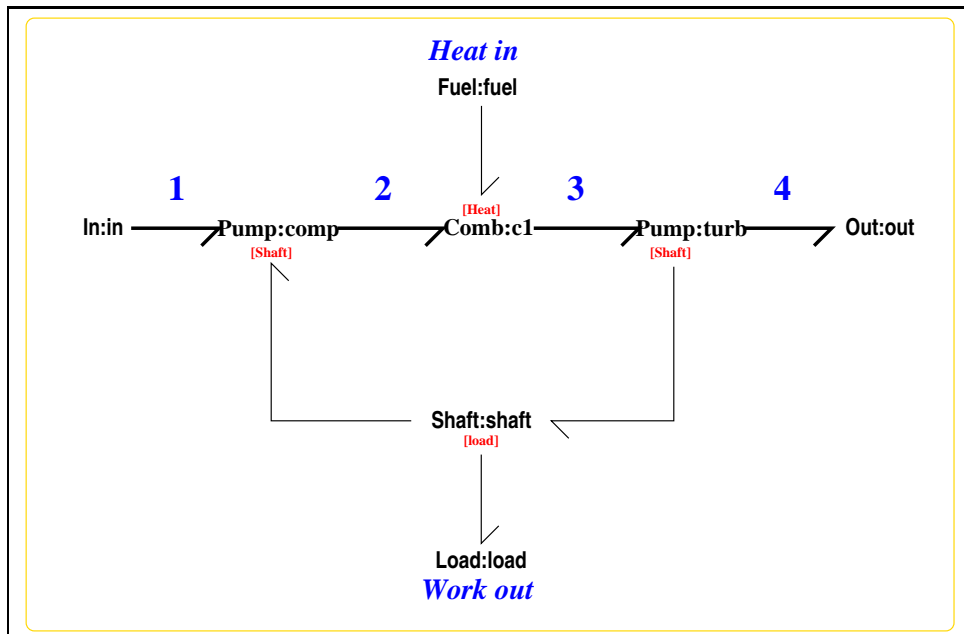 Heat in
Fuel:fuel
1 2 3 4
[Heat]
In:in Pump:comp Comb:c1 Pump:turb Out:out
[Shaft] [Shaft]
Shaft:shaft
[load]
Load:load
Work out